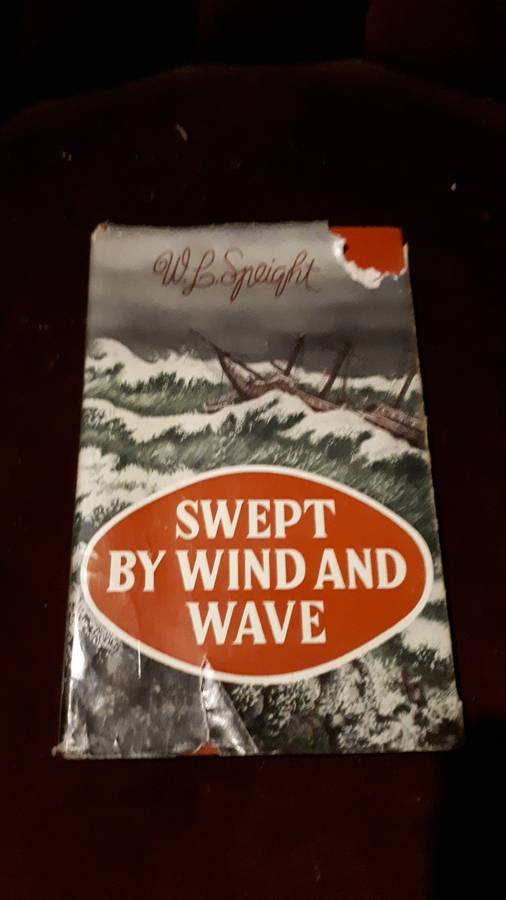 W.L. Speight
SWEPT
BY WIND AND
WAVE